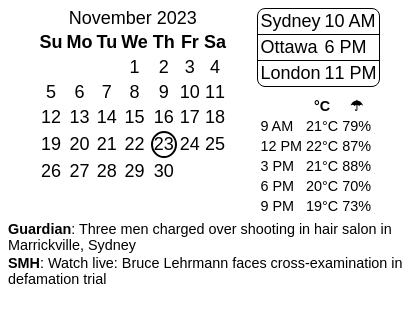 November 2023
Su Mo Tu We Th Fr Sa
1 2 3 4
5 6 7 8 9 10 11
12 13 14 15 16 17 18
19 20 21 22 23 24 25
26 27 28 29 30
Sydney 10 AM
Ottawa 6 PM
London 11 PM
°C ☂
9 AM 21°C 79%
12 PM 22°C 87%
3 PM 21°C 88%
6 PM 20°C 70%
9 PM 19°C 73%
Guardian: Three men charged over shooting in hair salon in
Marrickville, Sydney
SMH: Watch live: Bruce Lehrmann faces cross-examination in
defamation trial